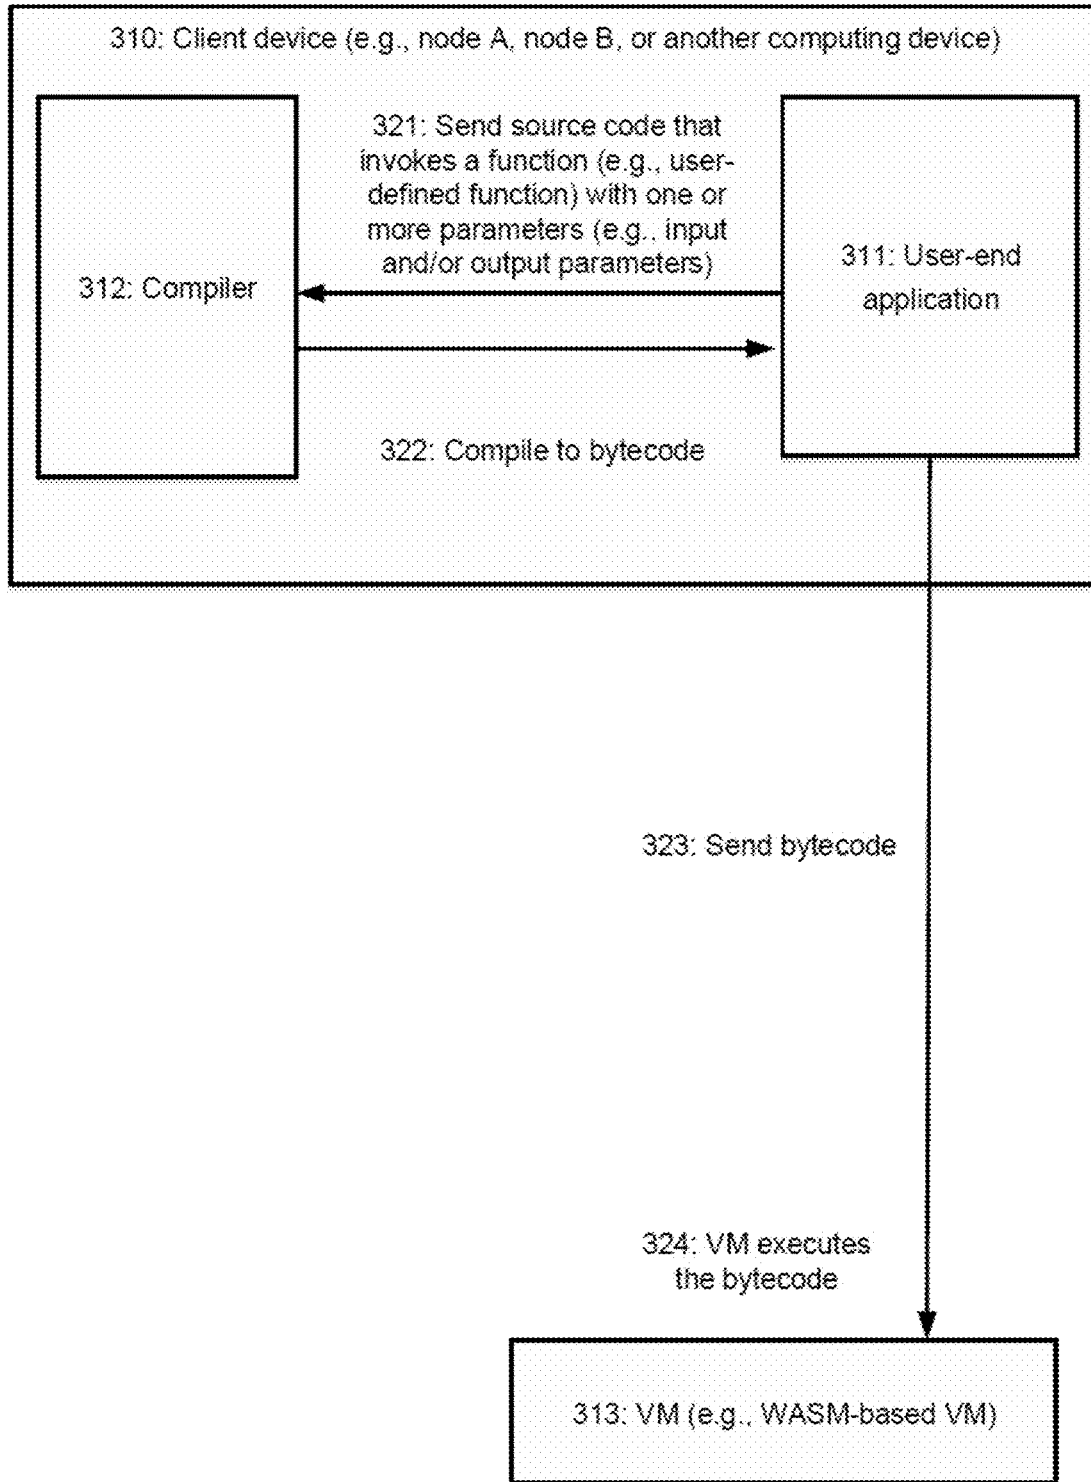 310: Client device (e.g., node A, node B, or another computing device)
321: Send source code that
invokes a function (e.g., user-
defined function) with one or
more parameters (e.g., input
and/or output parameters)
312: Compiler
311: User-end
application
322: Compile to bytecode
323: Send bytecode
324: VM executes
the bytecode
313: VM (e.g., WASM-based VM)